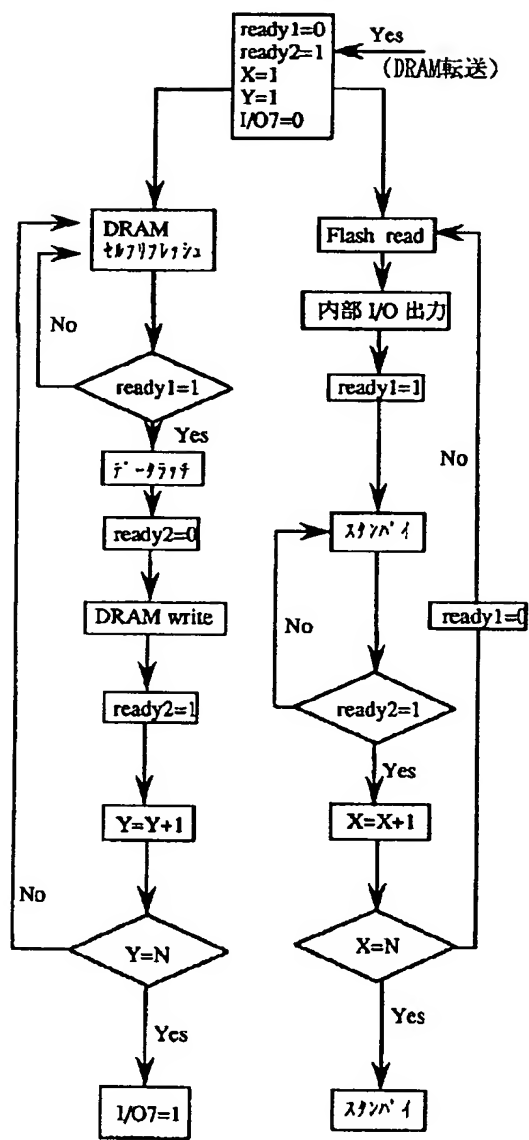 ready1=0
ready2=1
X=1
Y=1
I/O7=0
Yes
(DRAM転送)
DRAM
ｾﾙﾌﾘﾌﾚｯｼｭ
No
ready1=1
Yes
ﾃﾞｰﾀﾗｯﾁ
ready2=0
DRAM write
ready2=1
Y=Y+1
No
Y=N
Yes
I/O7=1
Flash read
内部 I/O 出力
ready1=1
No
ｽﾀﾝﾊﾞｲ
No
ready1=0
ready2=1
Yes
X=X+1
X=N
Yes
ｽﾀﾝﾊﾞｲ